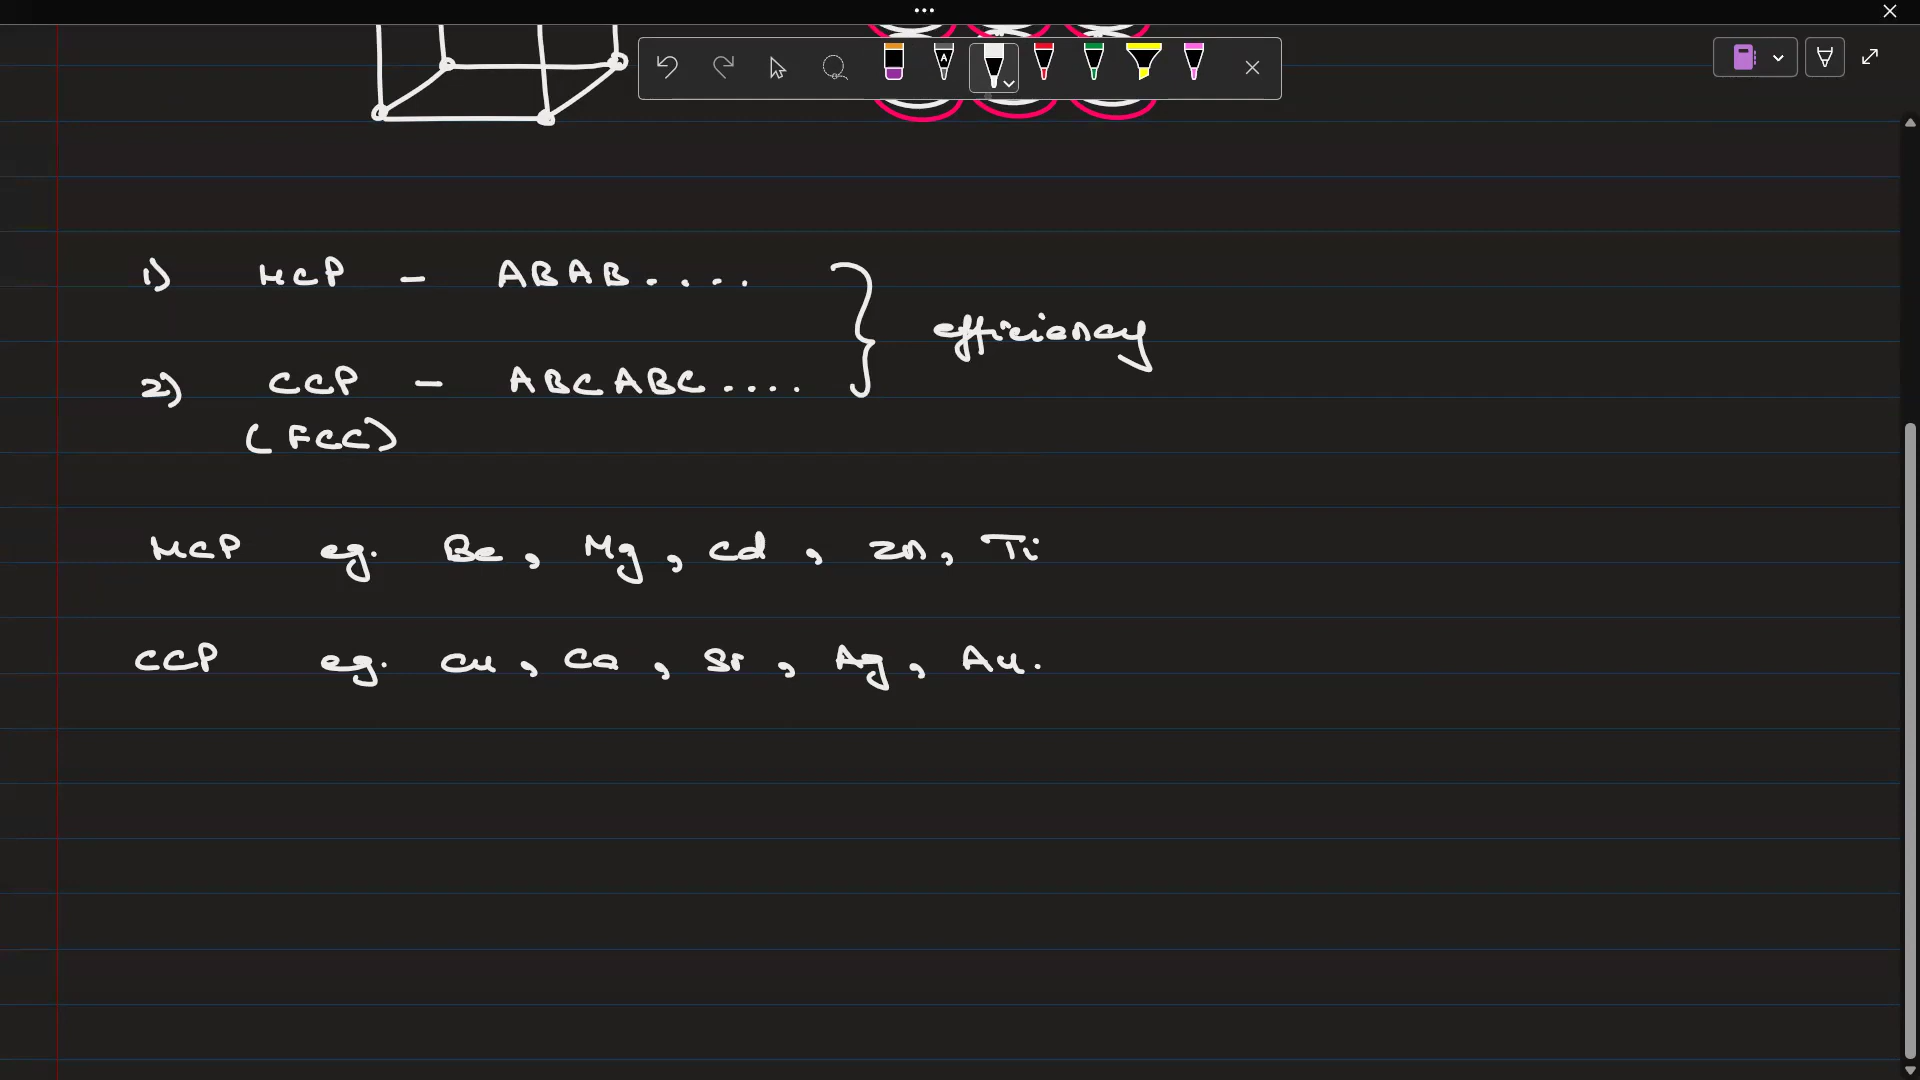 1) HCP - ABAB....
efficiency
2) CCP - ABCABC....
(FCC)
HCP eg. Be, Mg, Cd, Zn, Ti
CCP eg. Cu, Ca, Sr, Ag, Au.